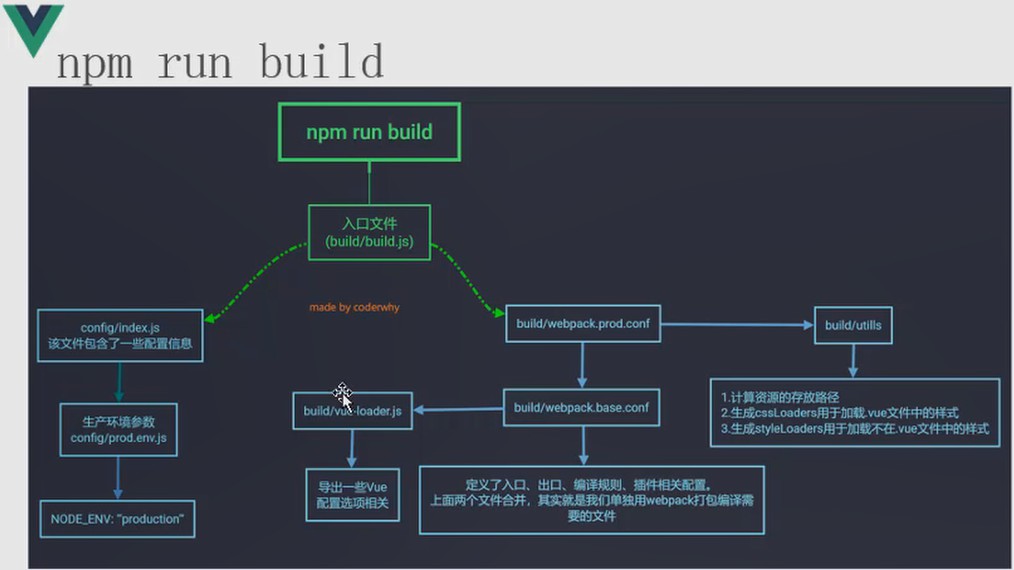 npm run build
npm run build
入口文件
(build/build.js)
made by coderwhy
config/index.js
该文件包含了一些配置信息
build/webpack.prod.conf
build/utills
生产环境参数
config/prod.env.js
build/vue-loader.js
build/webpack.base.conf
1.计算资源的存放路径
2.生成cssLoaders用于加载.vue文件中的样式
3.生成styleLoaders用于加载不在.vue文件中的样式
NODE_ENV: '"production"'
导出一些Vue
配置选项相关
定义了入口、出口、编译规则、插件相关配置。
上面两个文件合并，其实就是我们单独用webpack打包编译需
要的文件